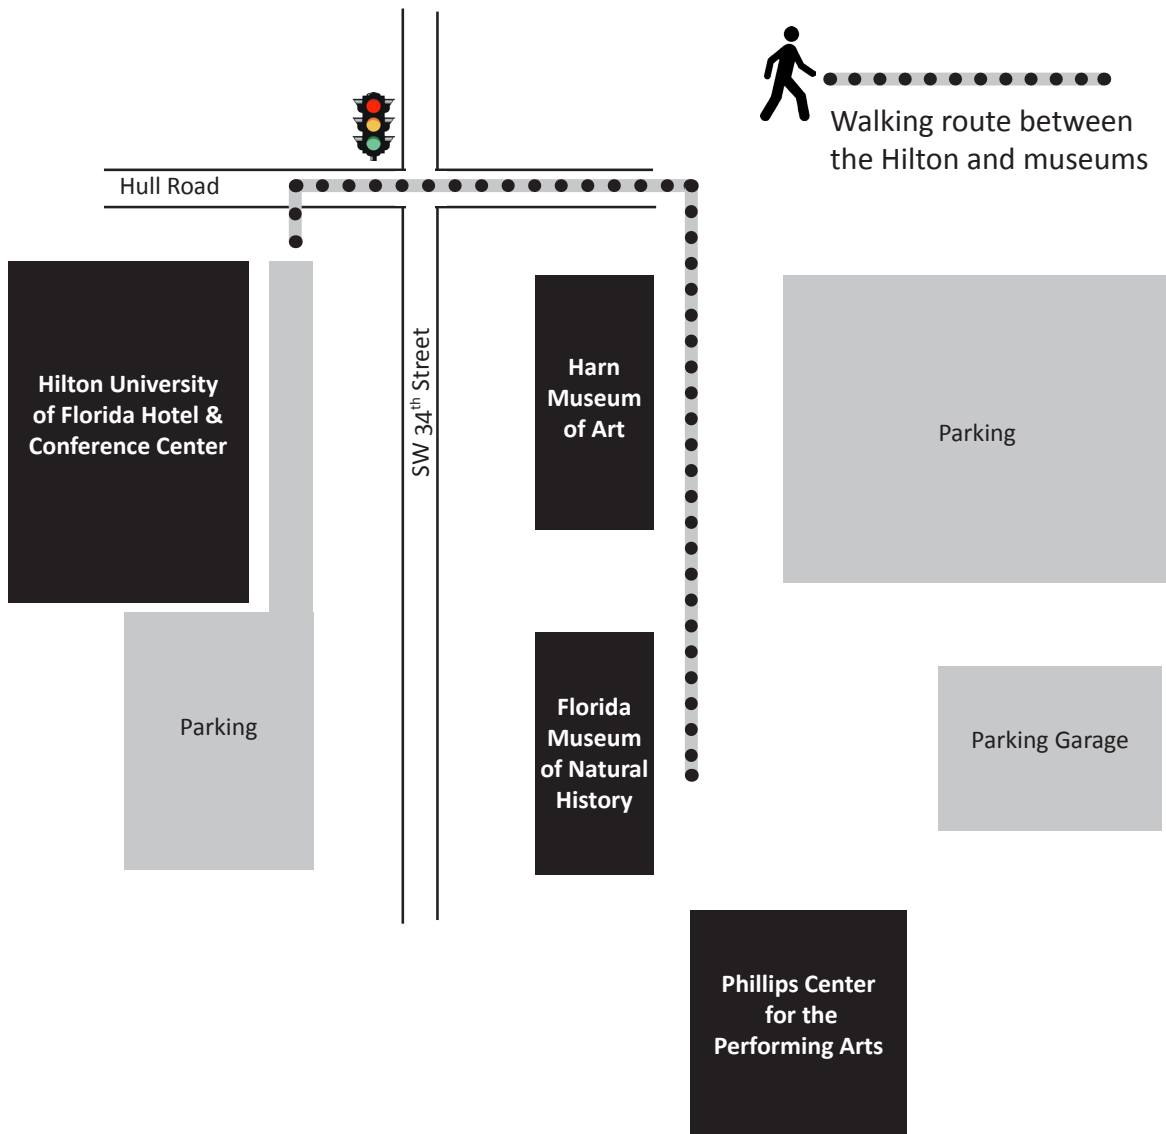 Walking route between
the Hilton and museums
Hull Road
SW 34th Street
Hilton University
of Florida Hotel &
Conference Center
Harn
Museum
of Art
Parking
Parking
Florida
Museum
of Natural
History
Parking Garage
Phillips Center
for the
Performing Arts